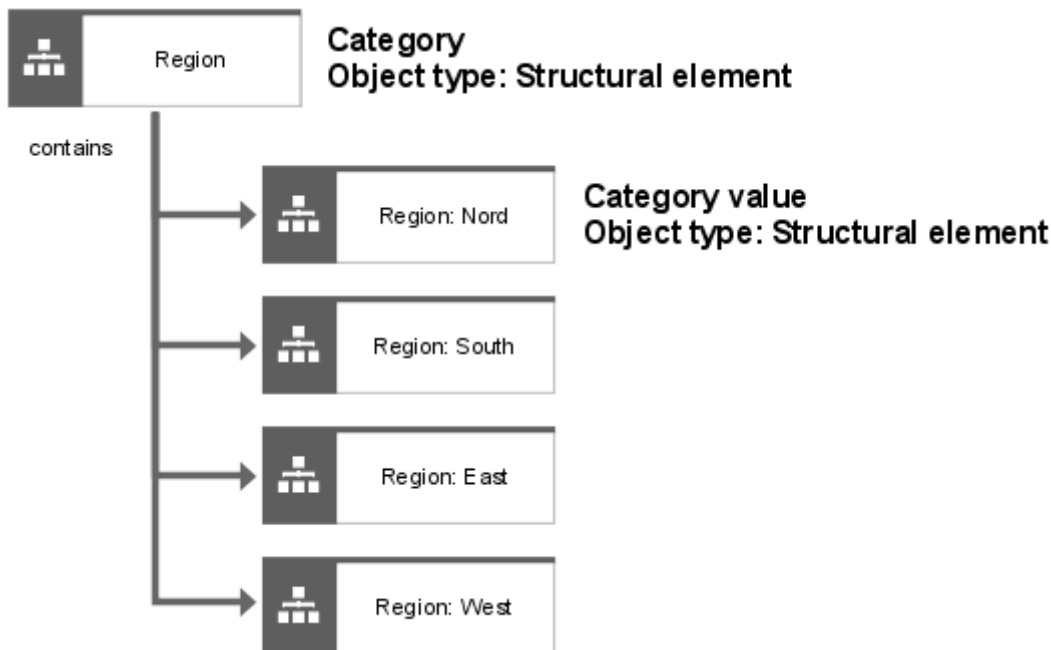 Region
Category
Object type: Structural element
contains
Region: Nord
Category value
Object type: Structural element
Region: South
Region: East
Region: West